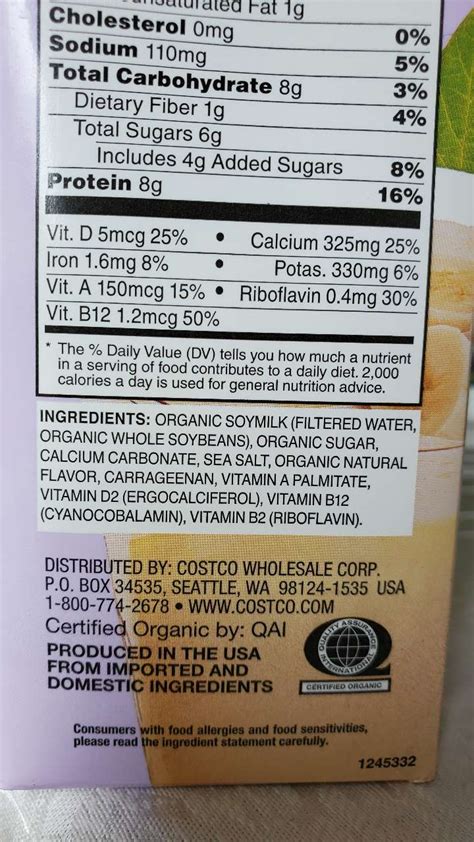 Fat 1g
Cholesterol 0mg 0%
Sodium 110mg 5%
Total Carbohydrate 8g 3%
Dietary Fiber 1g 4%
Total Sugars 6g
Includes 4g Added Sugars 8%
Protein 8g 16%
Vit. D 5mcg 25% • Calcium 325mg 25%
Iron 1.6mg 8% • Potas. 330mg 6%
Vit. A 150mcg 15% • Riboflavin 0.4mg 30%
Vit. B12 1.2mcg 50%
* The % Daily Value (DV) tells you how much a nutrient
in a serving of food contributes to a daily diet. 2,000
calories a day is used for general nutrition advice.
INGREDIENTS: ORGANIC SOYMILK (FILTERED WATER,
ORGANIC WHOLE SOYBEANS), ORGANIC SUGAR,
CALCIUM CARBONATE, SEA SALT, ORGANIC NATURAL
FLAVOR, CARRAGEENAN, VITAMIN A PALMITATE,
VITAMIN D2 (ERGOCALCIFEROL), VITAMIN B12
(CYANOCOBALAMIN), VITAMIN B2 (RIBOFLAVIN).
DISTRIBUTED BY: COSTCO WHOLESALE CORP.
P.O. BOX 34535, SEATTLE, WA 98124-1535 USA
1-800-774-2678 • WWW.COSTCO.COM
Certified Organic by: QAI
PRODUCED IN THE USA
FROM IMPORTED AND
DOMESTIC INGREDIENTS
QUALITY ASSURANCE
INTERNATIONAL
CERTIFIED ORGANIC
Consumers with food allergies and food sensitivities,
please read the ingredient statement carefully.
1245332